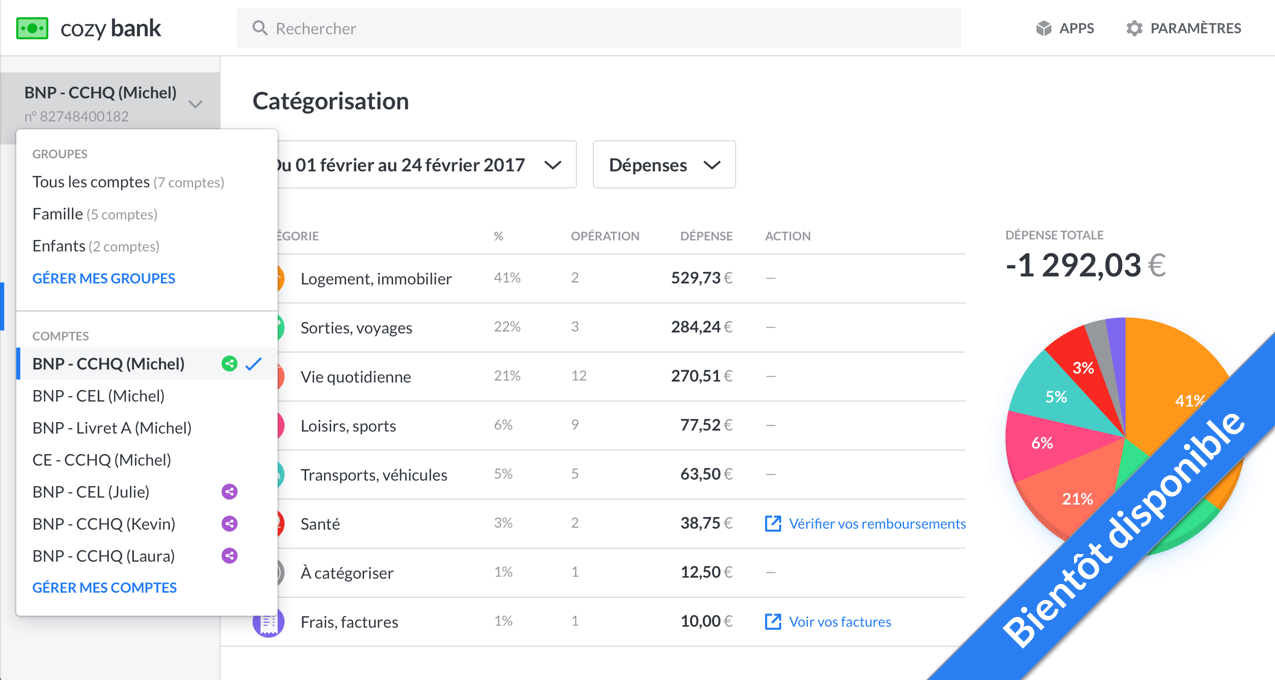 cozy bank
Rechercher
APPS
PARAMÈTRES
BNP - CCHQ (Michel)
n° 82748400182
GROUPES
Tous les comptes (7 comptes)
Famille (5 comptes)
Enfants (2 comptes)
GÉRER MES GROUPES
COMPTES
BNP - CCHQ (Michel)
BNP - CEL (Michel)
BNP - Livret A (Michel)
CE - CCHQ (Michel)
BNP - CEL (Julie)
BNP - CCHQ (Kevin)
BNP - CCHQ (Laura)
GÉRER MES COMPTES
Catégorisation
Du 01 février au 24 février 2017
Dépenses
ÉGORIE % OPÉRATION DÉPENSE ACTION
Logement, immobilier 41% 2 529,73 € –
Sorties, voyages 22% 3 284,24 € –
Vie quotidienne 21% 12 270,51 € –
Loisirs, sports 6% 9 77,52 € –
Transports, véhicules 5% 5 63,50 € –
Santé 3% 2 38,75 € Vérifier vos remboursements
À catégoriser 1% 1 12,50 € –
Frais, factures 1% 1 10,00 € Voir vos factures
DÉPENSE TOTALE
-1 292,03 €
3%
5%
41%
6%
21%
Bientôt disponible